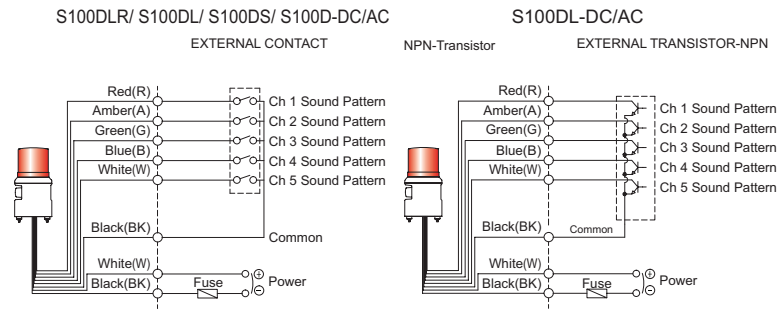 S100DLR/ S100DL/ S100DS/ S100D-DC/AC
EXTERNAL CONTACT
Red(R)
Amber(A)
Green(G)
Blue(B)
White(W)
Ch 1 Sound Pattern
Ch 2 Sound Pattern
Ch 3 Sound Pattern
Ch 4 Sound Pattern
Ch 5 Sound Pattern
Black(BK)
Common
White(W)
Black(BK)
Fuse
+
−
Power
S100DL-DC/AC
NPN-Transistor
EXTERNAL TRANSISTOR-NPN
Red(R)
Amber(A)
Green(G)
Blue(B)
White(W)
Ch 1 Sound Pattern
Ch 2 Sound Pattern
Ch 3 Sound Pattern
Ch 4 Sound Pattern
Ch 5 Sound Pattern
Black(BK)
Common
White(W)
Black(BK)
Fuse
+
−
Power